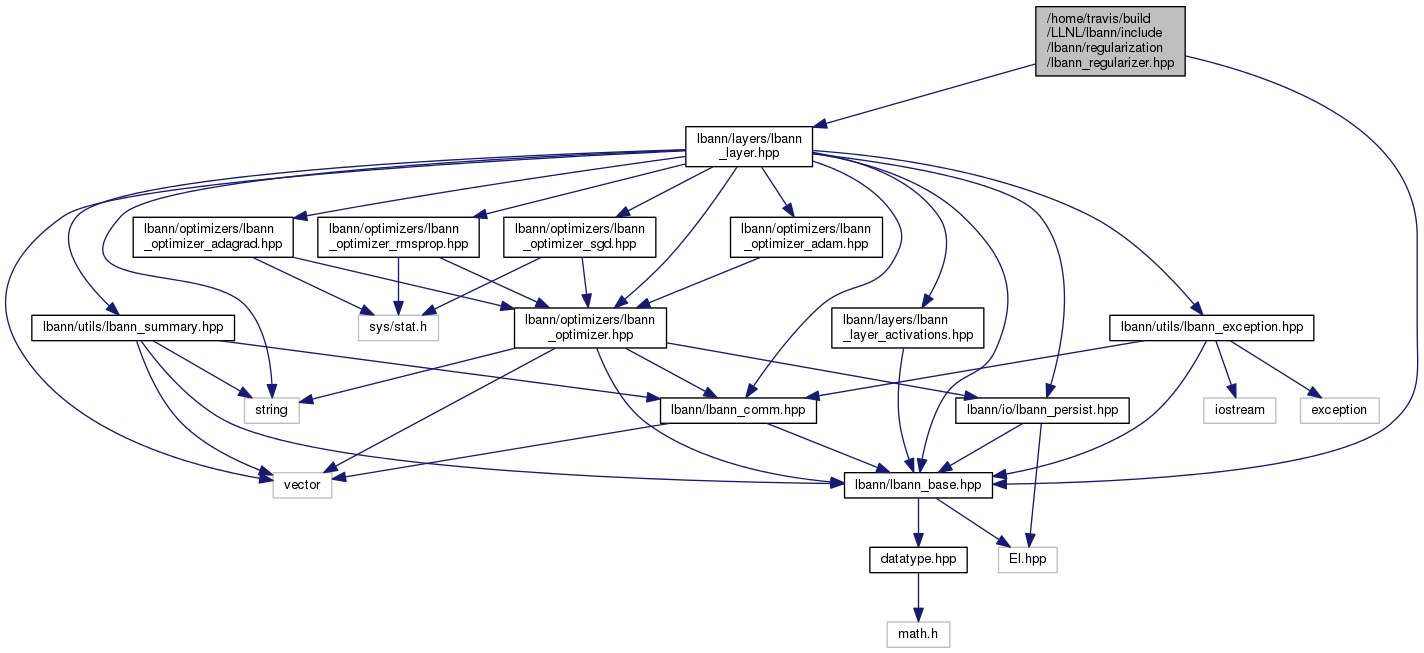 /home/travis/build
/LLNL/lbann/include
/lbann/regularization
/lbann_regularizer.hpp
lbann/layers/lbann
_layer.hpp
lbann/optimizers/lbann
_optimizer_adagrad.hpp
lbann/optimizers/lbann
_optimizer_rmsprop.hpp
lbann/optimizers/lbann
_optimizer_sgd.hpp
lbann/optimizers/lbann
_optimizer_adam.hpp
lbann/utils/lbann_summary.hpp
sys/stat.h
lbann/optimizers/lbann
_optimizer.hpp
lbann/layers/lbann
_layer_activations.hpp
lbann/utils/lbann_exception.hpp
string
lbann/lbann_comm.hpp
lbann/io/lbann_persist.hpp
iostream
exception
vector
lbann/lbann_base.hpp
datatype.hpp
El.hpp
math.h